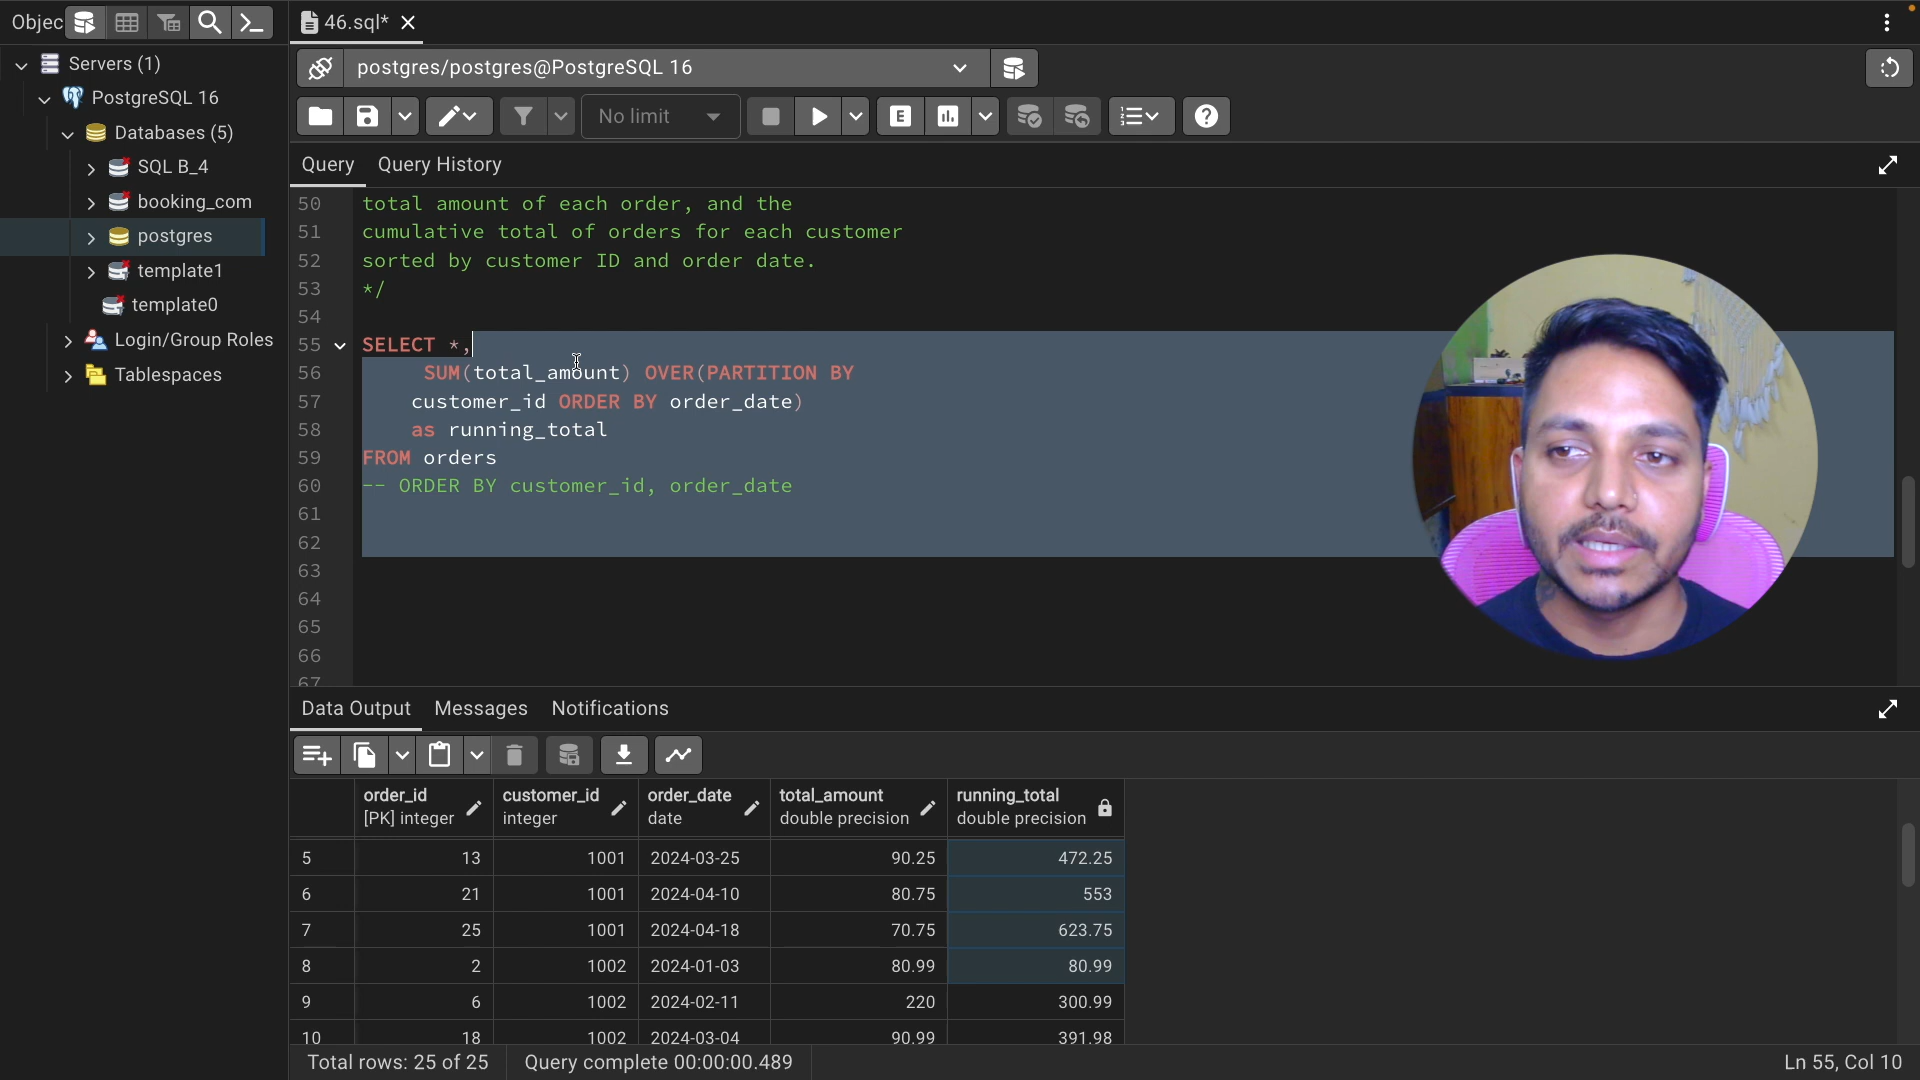 Objec
46.sql*
Servers (1)
PostgreSQL 16
Databases (5)
SQL B_4
booking_com
postgres
template1
template0
Login/Group Roles
Tablespaces
postgres/postgres@PostgreSQL 16
No limit
E
Query
Query History
50 total amount of each order, and the
51 cumulative total of orders for each customer
52 sorted by customer ID and order date.
53 */
54
55 SELECT *,
56 SUM(total_amount) OVER(PARTITION BY
57 customer_id ORDER BY order_date)
58 as running_total
59 FROM orders
60 -- ORDER BY customer_id, order_date
61
62
63
64
65
66
67
Data Output
Messages
Notifications
order_id customer_id order_date total_amount running_total
[PK] integer integer date double precision double precision
5 13 1001 2024-03-25 90.25 472.25
6 21 1001 2024-04-10 80.75 553
7 25 1001 2024-04-18 70.75 623.75
8 2 1002 2024-01-03 80.99 80.99
9 6 1002 2024-02-11 220 300.99
10 18 1002 2024-03-04 90.99 391.98
Total rows: 25 of 25
Query complete 00:00:00.489
Ln 55, Col 10